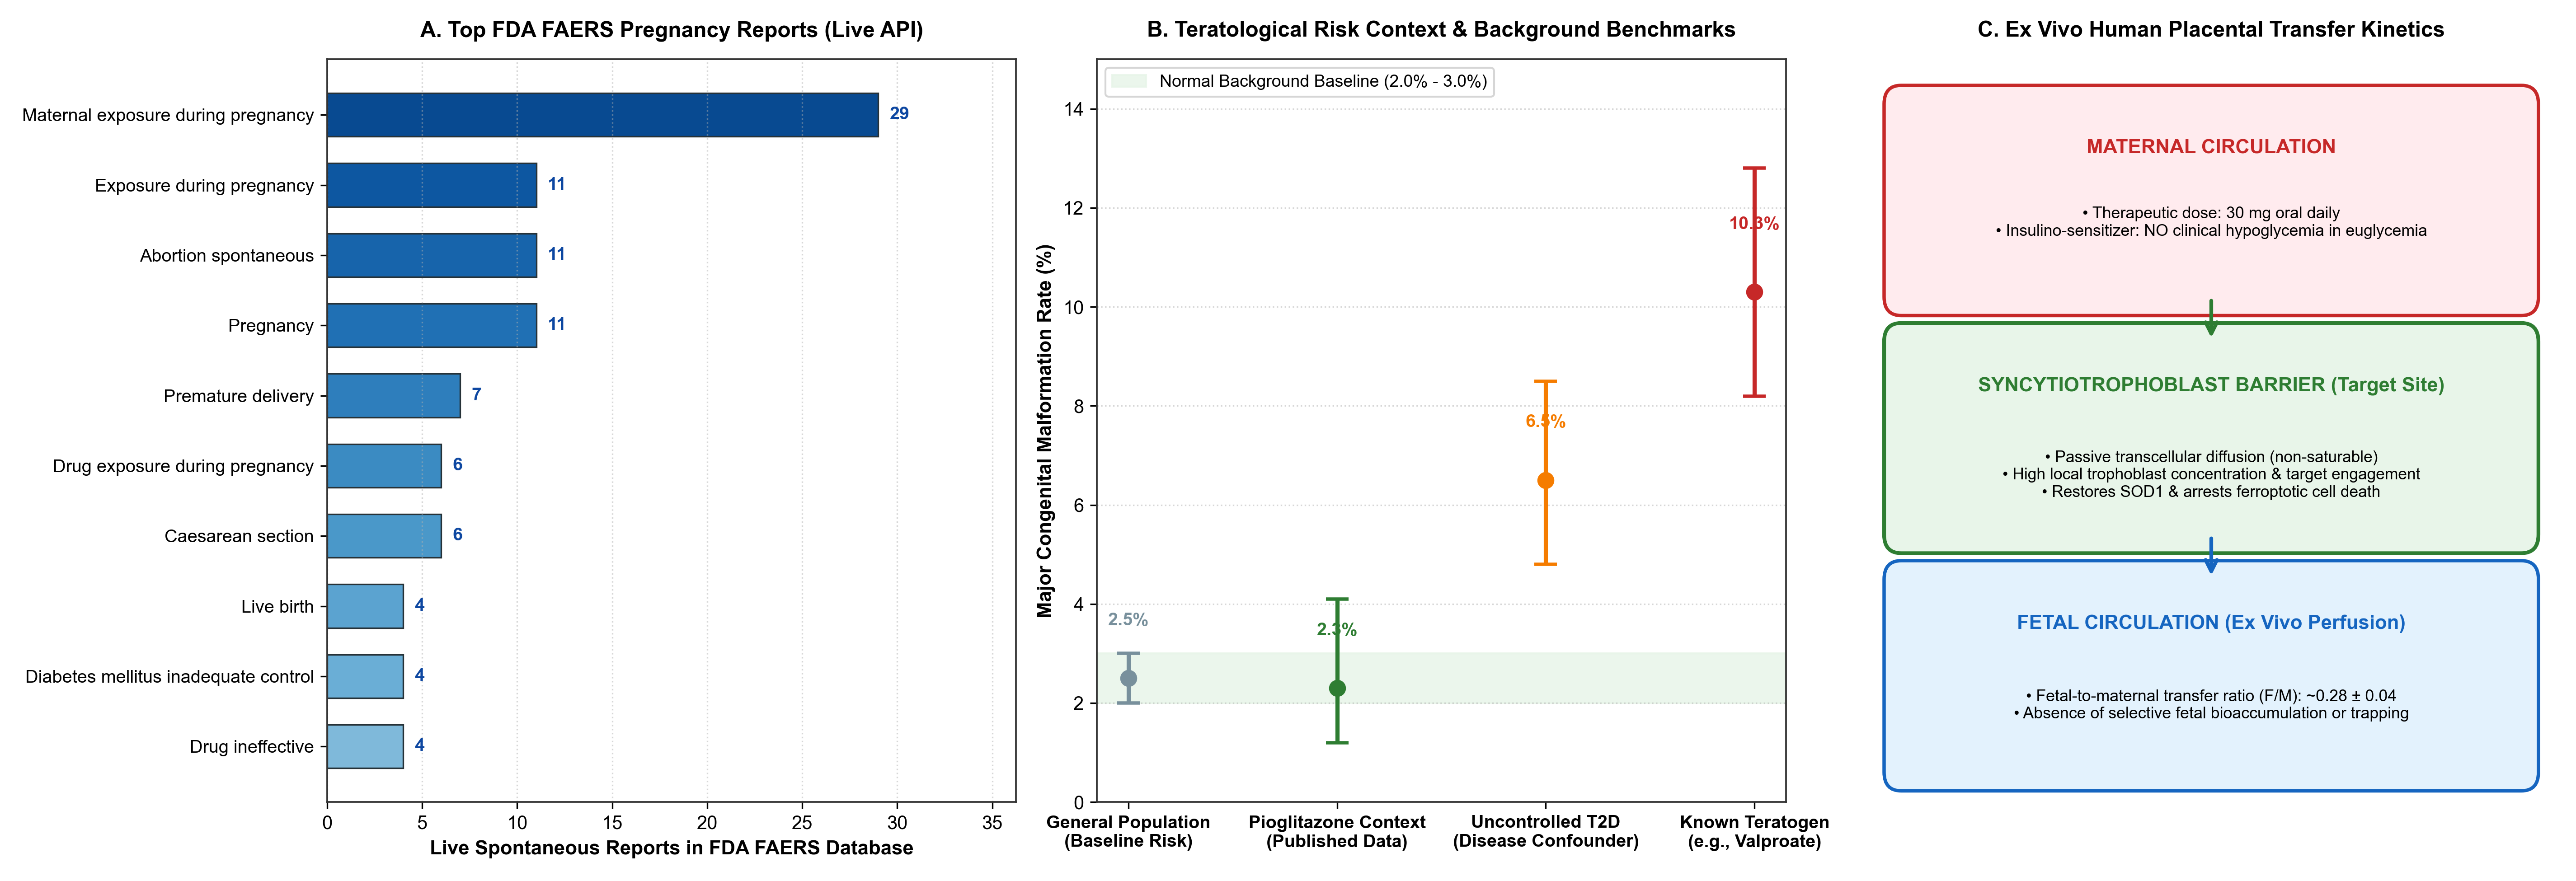 A. Top FDA FAERS Pregnancy Reports (Live API)
Maternal exposure during pregnancy
29
Exposure during pregnancy
11
Abortion spontaneous
11
Pregnancy
11
Premature delivery
7
Drug exposure during pregnancy
6
Caesarean section
6
Live birth
4
Diabetes mellitus inadequate control
4
Drug ineffective
4
0 5 10 15 20 25 30 35
Live Spontaneous Reports in FDA FAERS Database
B. Teratological Risk Context & Background Benchmarks
Normal Background Baseline (2.0% - 3.0%)
Major Congenital Malformation Rate (%)
14
12
10
8
6
4
2
0
2.5%
2.3%
6.5%
10.3%
General Population
(Baseline Risk)
Pioglitazone Context
(Published Data)
Uncontrolled T2D
(Disease Confounder)
Known Teratogen
(e.g., Valproate)
C. Ex Vivo Human Placental Transfer Kinetics
MATERNAL CIRCULATION
• Therapeutic dose: 30 mg oral daily
• Insulino-sensitizer: NO clinical hypoglycemia in euglycemia
SYNCYTIOTROPHOBLAST BARRIER (Target Site)
• Passive transcellular diffusion (non-saturable)
• High local trophoblast concentration & target engagement
• Restores SOD1 & arrests ferroptotic cell death
FETAL CIRCULATION (Ex Vivo Perfusion)
• Fetal-to-maternal transfer ratio (F/M): ~0.28 ± 0.04
• Absence of selective fetal bioaccumulation or trapping